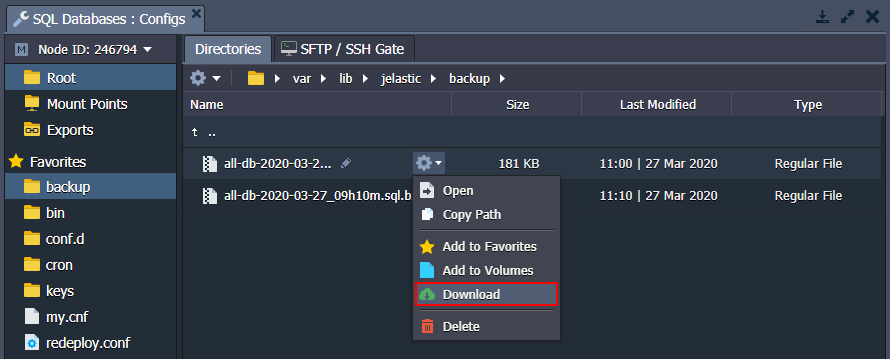 SQL Databases : Configs
M Node ID: 246794
Directories
SFTP / SSH Gate
Root
Mount Points
Exports
Favorites
backup
bin
conf.d
cron
keys
my.cnf
redeploy.conf
var lib jelastic backup
Name Size Last Modified Type
..
all-db-2020-03-2... 181 KB 11:00 | 27 Mar 2020 Regular File
all-db-2020-03-27_09h10m.sql.b 11:10 | 27 Mar 2020 Regular File
Open
Copy Path
Add to Favorites
Add to Volumes
Download
Delete